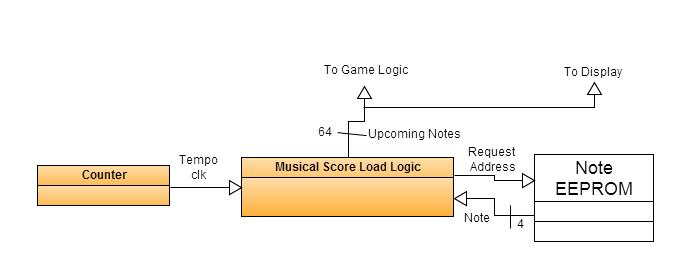 To Game Logic
To Display
64
Upcoming Notes
Tempo
clk
Counter
Musical Score Load Logic
Request
Address
Note
EEPROM
Note
4